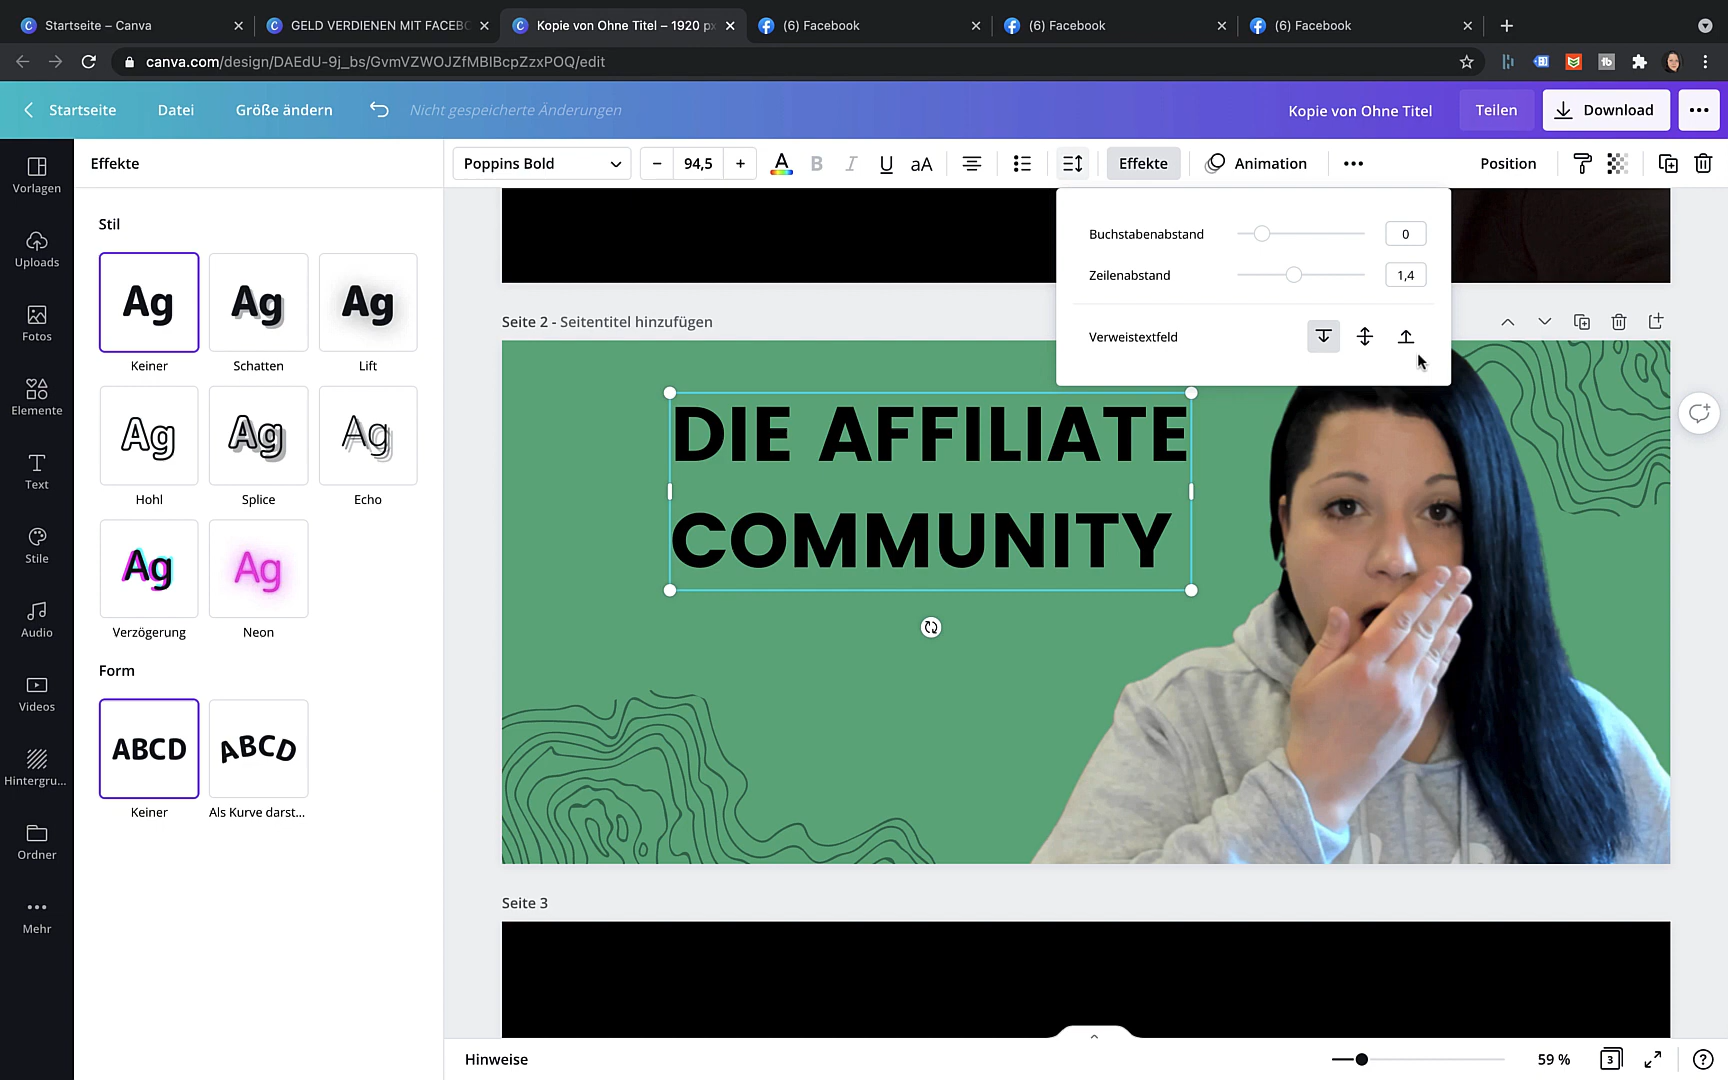 Startseite – Canva
GELD VERDIENEN MIT FACEBO
Kopie von Ohne Titel – 1920 px
(6) Facebook
(6) Facebook
(6) Facebook
canva.com/design/DAEdU-9j_bs/GvmVZWOJZfMBlBcpZzxPOQ/edit
Startseite
Datei
Größe ändern
Nicht gespeicherte Änderungen
Kopie von Ohne Titel
Teilen
Download
Vorlagen
Uploads
Fotos
Elemente
Text
Stile
Audio
Videos
Hintergru...
Ordner
Mehr
Effekte
Stil
Ag Ag Ag
Keiner Schatten Lift
Ag Ag Ag
Hohl Splice Echo
Ag Ag
Verzögerung Neon
Form
ABCD ABCD
Keiner Als Kurve darst...
Poppins Bold
– 94,5 +
A B I U aA
Effekte
Animation
Position
Buchstabenabstand 0
Zeilenabstand 1,4
Verweistextfeld
Seite 2 - Seitentitel hinzufügen
DIE AFFILIATE
COMMUNITY
Seite 3
Hinweise
59 %
3
?